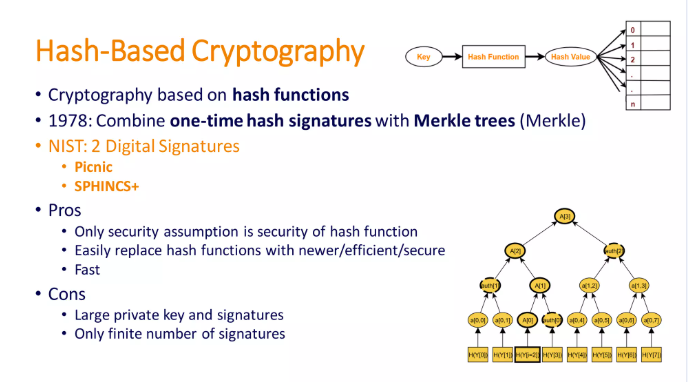 Hash-Based Cryptography
Key
Hash Function
Hash Value
0
1
2
.
.
n
• Cryptography based on hash functions
• 1978: Combine one-time hash signatures with Merkle trees (Merkle)
• NIST: 2 Digital Signatures
• Picnic
• SPHINCS+
• Pros
• Only security assumption is security of hash function
• Easily replace hash functions with newer/efficient/secure
• Fast
• Cons
• Large private key and signatures
• Only finite number of signatures
A[3]
A[2] auth[2]
auth[1] A[1] a[1,2] a[1,3]
a[0,0] a[0,1] A[0] auth[0] a[0,4] a[0,5] a[0,6] a[0,7]
H(Y[0]) H(Y[1]) H(Y[i=2]) H(Y[3]) H(Y[4]) H(Y[5]) H(Y[6]) H(Y[7])